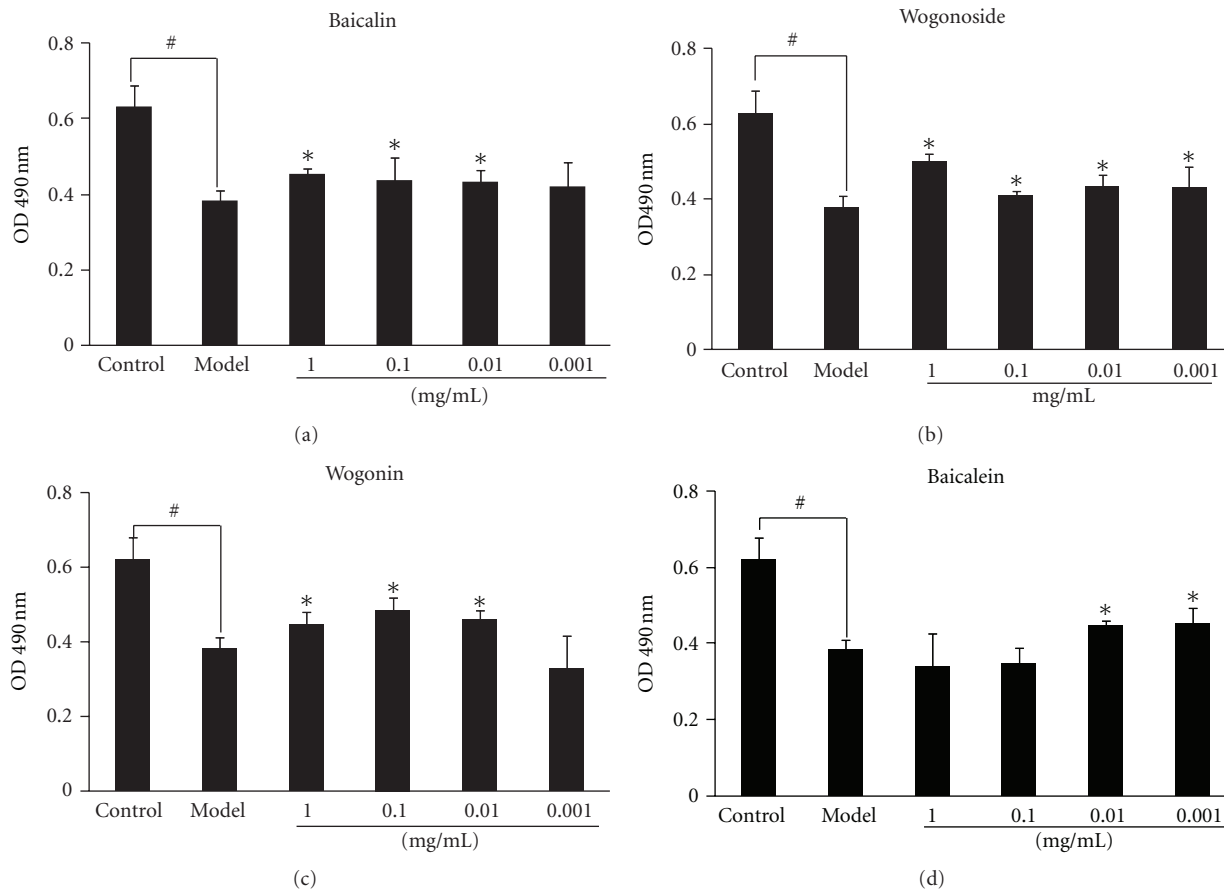 Baicalin
#
0.8
0.6
0.4
0.2
0
OD 490 nm
*
*
*
Control Model 1 0.1 0.01 0.001
(mg/mL)
(a)
Wogonoside
#
0.8
0.6
0.4
0.2
0
OD490 nm
*
*
*
*
Control Model 1 0.1 0.01 0.001
mg/mL
(b)
Wogonin
#
0.8
0.6
0.4
0.2
0
OD 490 nm
*
*
*
Control Model 1 0.1 0.01 0.001
(mg/mL)
(c)
Baicalein
#
0.8
0.6
0.4
0.2
0
OD 490 nm
*
*
Control Model 1 0.1 0.01 0.001
(mg/mL)
(d)